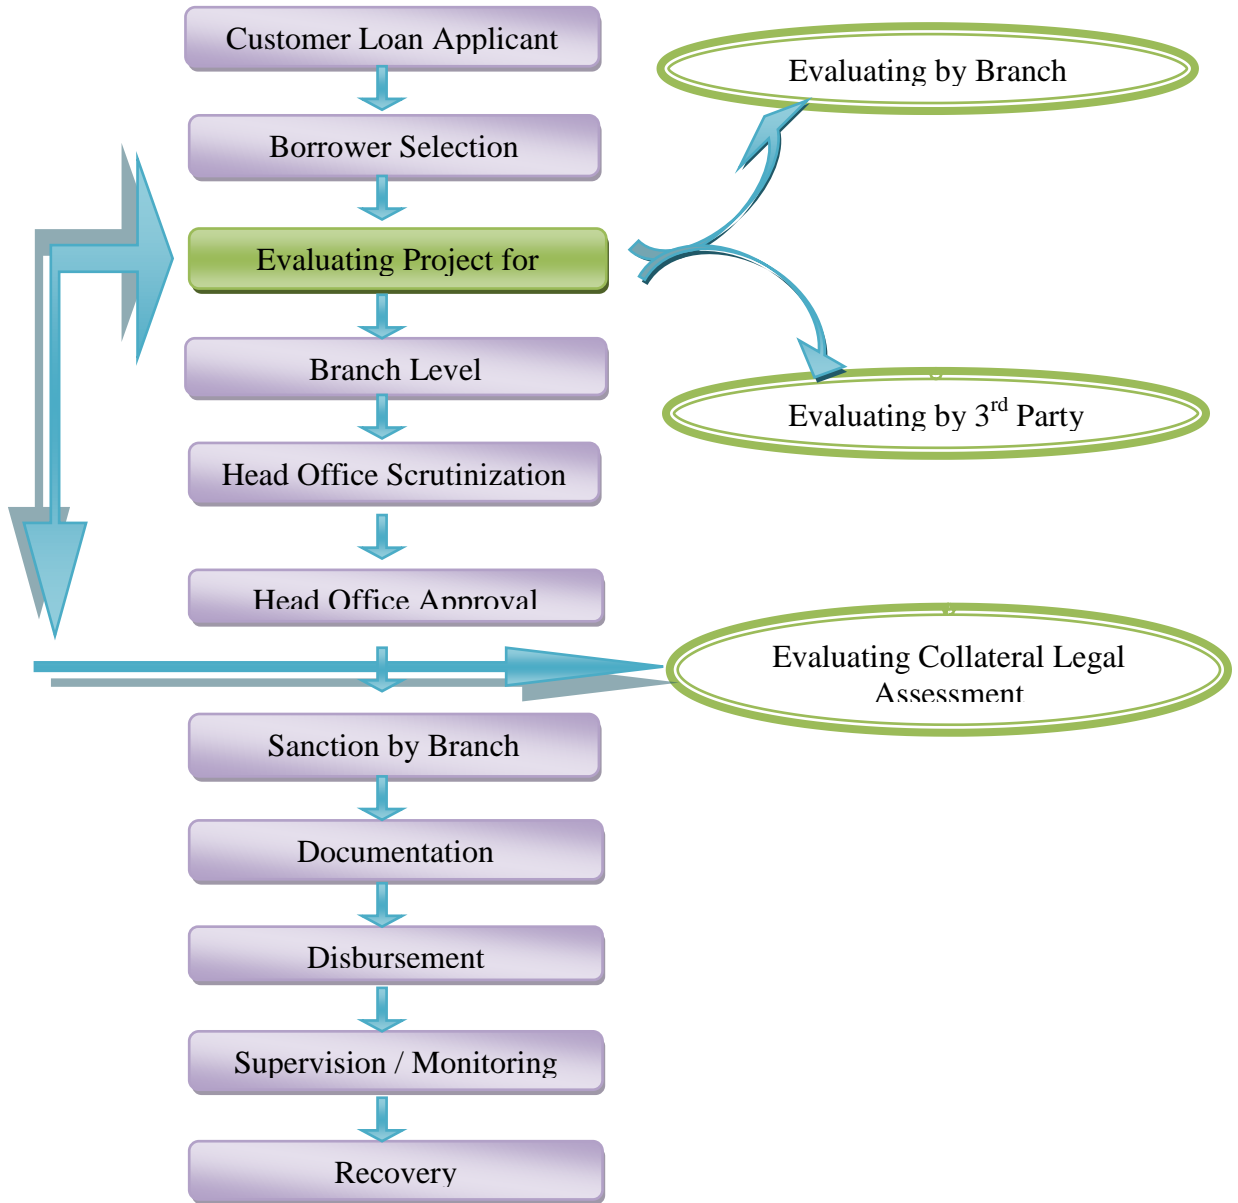 Customer Loan Applicant
Evaluating by Branch
Borrower Selection
Evaluating Project for
Branch Level
Evaluating by 3rd Party
Head Office Scrutinization
Head Office Approval
Evaluating Collateral Legal
Assessment
Sanction by Branch
Documentation
Disbursement
Supervision / Monitoring
Recovery